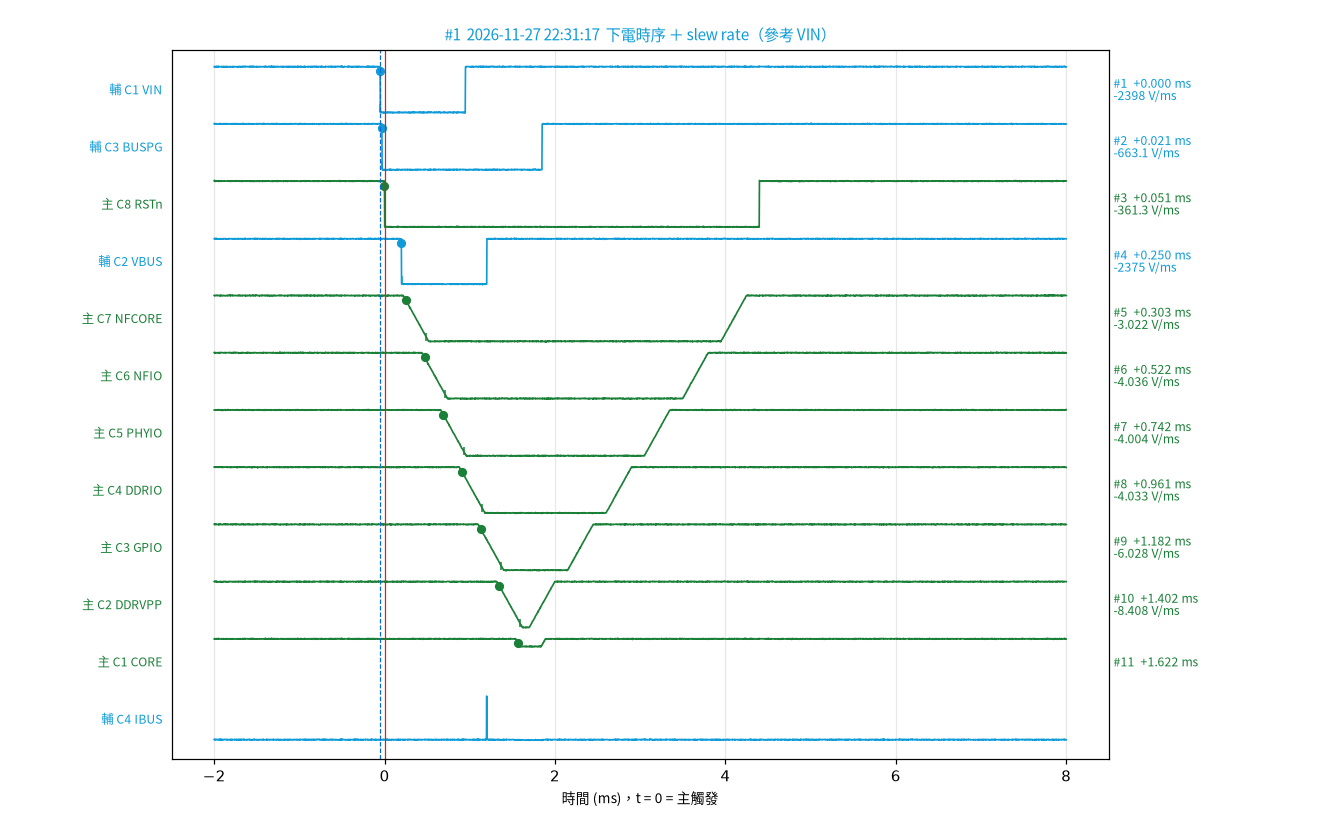 #1 2026-11-27 22:31:17 下電時序 ＋ slew rate（參考 VIN）
輔 C1 VIN
#1 +0.000 ms
-2398 V/ms
輔 C3 BUSPG
#2 +0.021 ms
-663.1 V/ms
主 C8 RSTn
#3 +0.051 ms
-361.3 V/ms
輔 C2 VBUS
#4 +0.250 ms
-2375 V/ms
主 C7 NFCORE
#5 +0.303 ms
-3.022 V/ms
主 C6 NFIO
#6 +0.522 ms
-4.036 V/ms
主 C5 PHYIO
#7 +0.742 ms
-4.004 V/ms
主 C4 DDRIO
#8 +0.961 ms
-4.033 V/ms
主 C3 GPIO
#9 +1.182 ms
-6.028 V/ms
主 C2 DDRVPP
#10 +1.402 ms
-8.408 V/ms
主 C1 CORE
#11 +1.622 ms
輔 C4 IBUS
−2 0 2 4 6 8
時間 (ms)，t = 0 = 主觸發